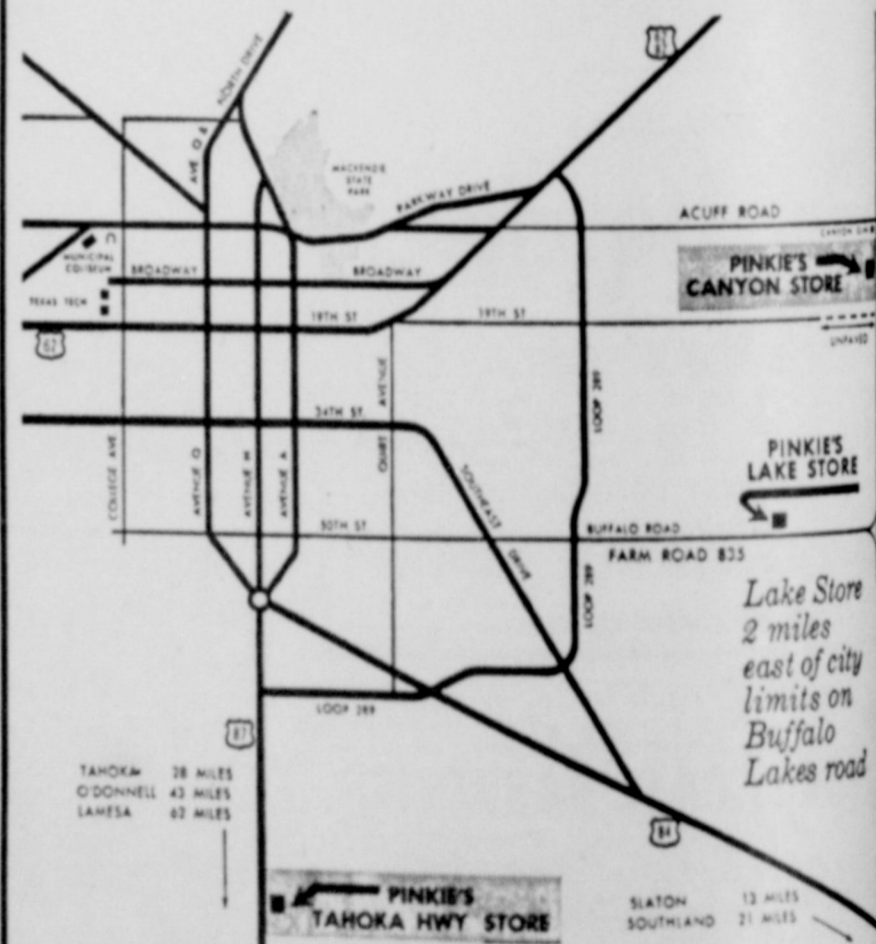 NORTH DRIVE
AVE Q &
MACKENZIE
STATE
PARK
PARKWAY DRIVE
ACUFF ROAD
MUNICIPAL
COLISEUM
PINKIE'S
CANYON STORE
BROADWAY
BROADWAY
TEXAS TECH
19TH ST
19TH ST
62
UNPAVED
AVENUE
LOOP 289
34TH ST.
QUIRT
COLLEGE AVE
AVENUE Q
AVENUE H
AVENUE A
SOUTHEAST
DRIVE
PINKIE'S
LAKE STORE
50TH ST
BUFFALO ROAD
FARM ROAD 835
LOOP 289
Lake Store
2 miles
east of city
limits on
Buffalo
Lakes road
LOOP 289
87
TAHOKA 28 MILES
O'DONNELL 43 MILES
LAMESA 62 MILES
84
PINKIE'S
TAHOKA HWY STORE
SLATON 13 MILES
SOUTHLAND 21 MILES